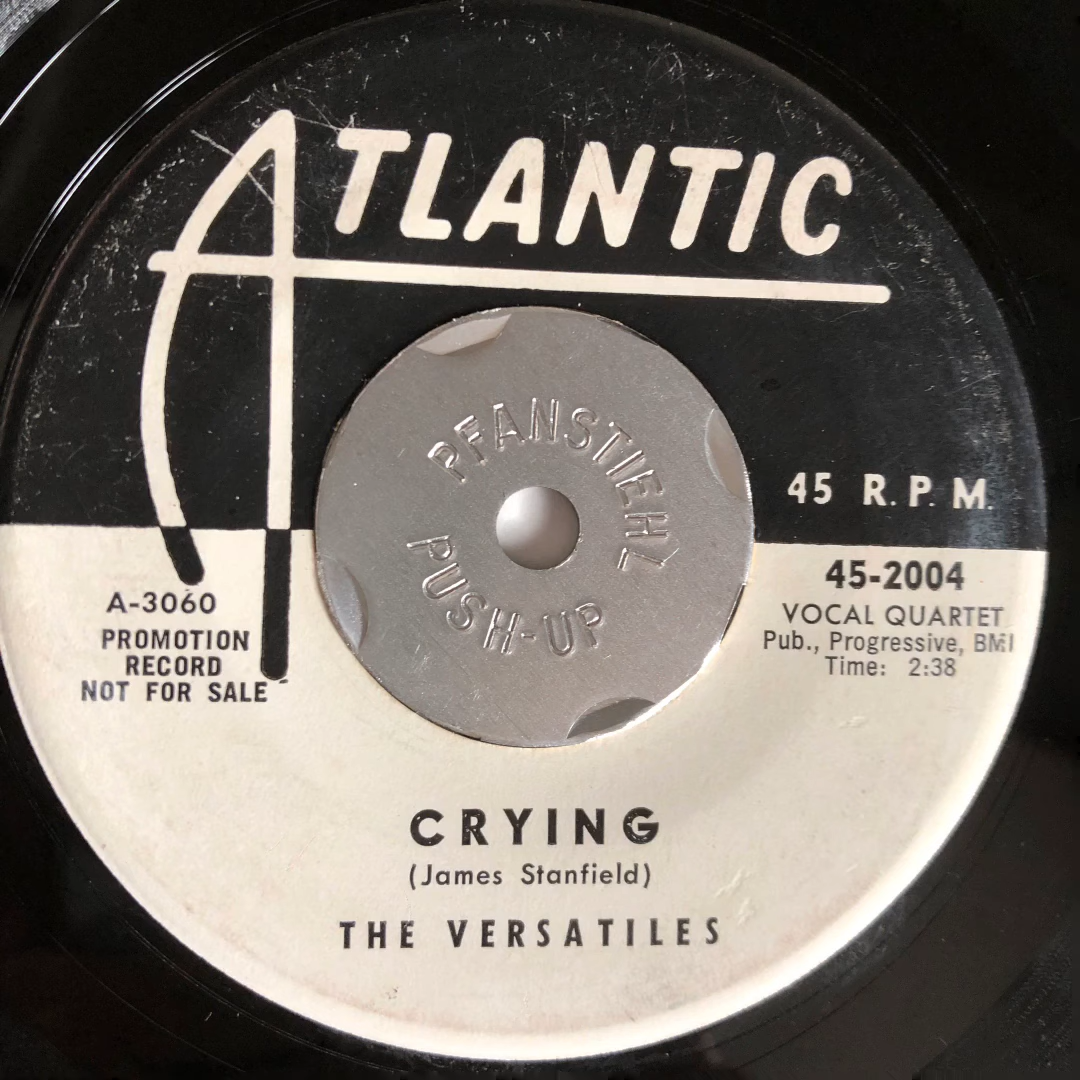 ATLANTIC
PFANSTIEHL
PUSH-UP
45 R.P.M.
A-3060
PROMOTION
RECORD
NOT FOR SALE
45-2004
VOCAL QUARTET
Pub., Progressive, BMI
Time: 2:38
CRYING
(James Stanfield)
THE VERSATILES